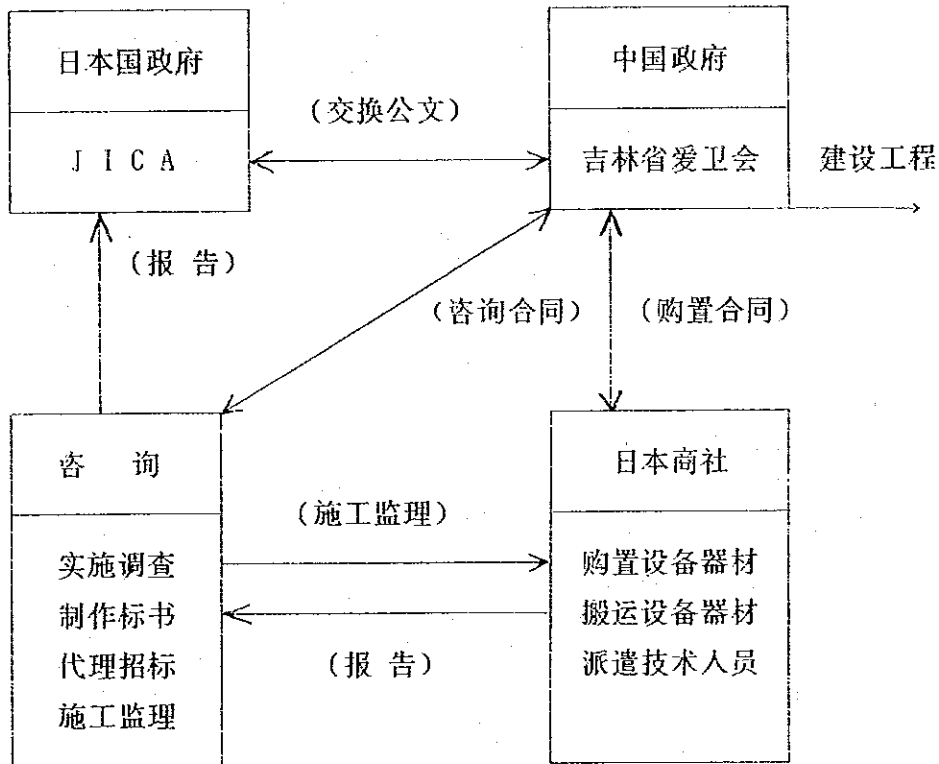 日本国政府
中国政府
(交换公文)
JICA
吉林省爱卫会
建设工程
(报 告)
(咨询合同)
(购置合同)
咨 询
日本商社
(施工监理)
实施调查
购置设备器材
制作标书
搬运设备器材
代理招标
(报 告)
派遣技术人员
施工监理